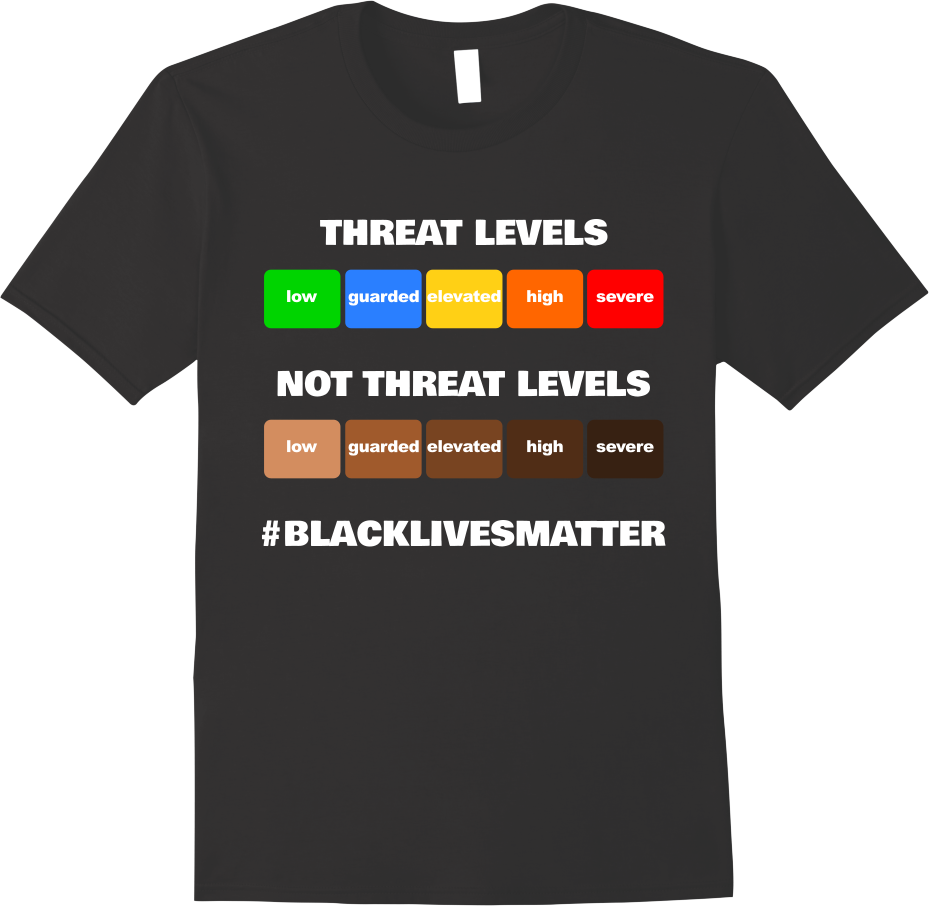 THREAT LEVELS
low guarded elevated high severe
NOT THREAT LEVELS
low guarded elevated high severe
#BLACKLIVESMATTER